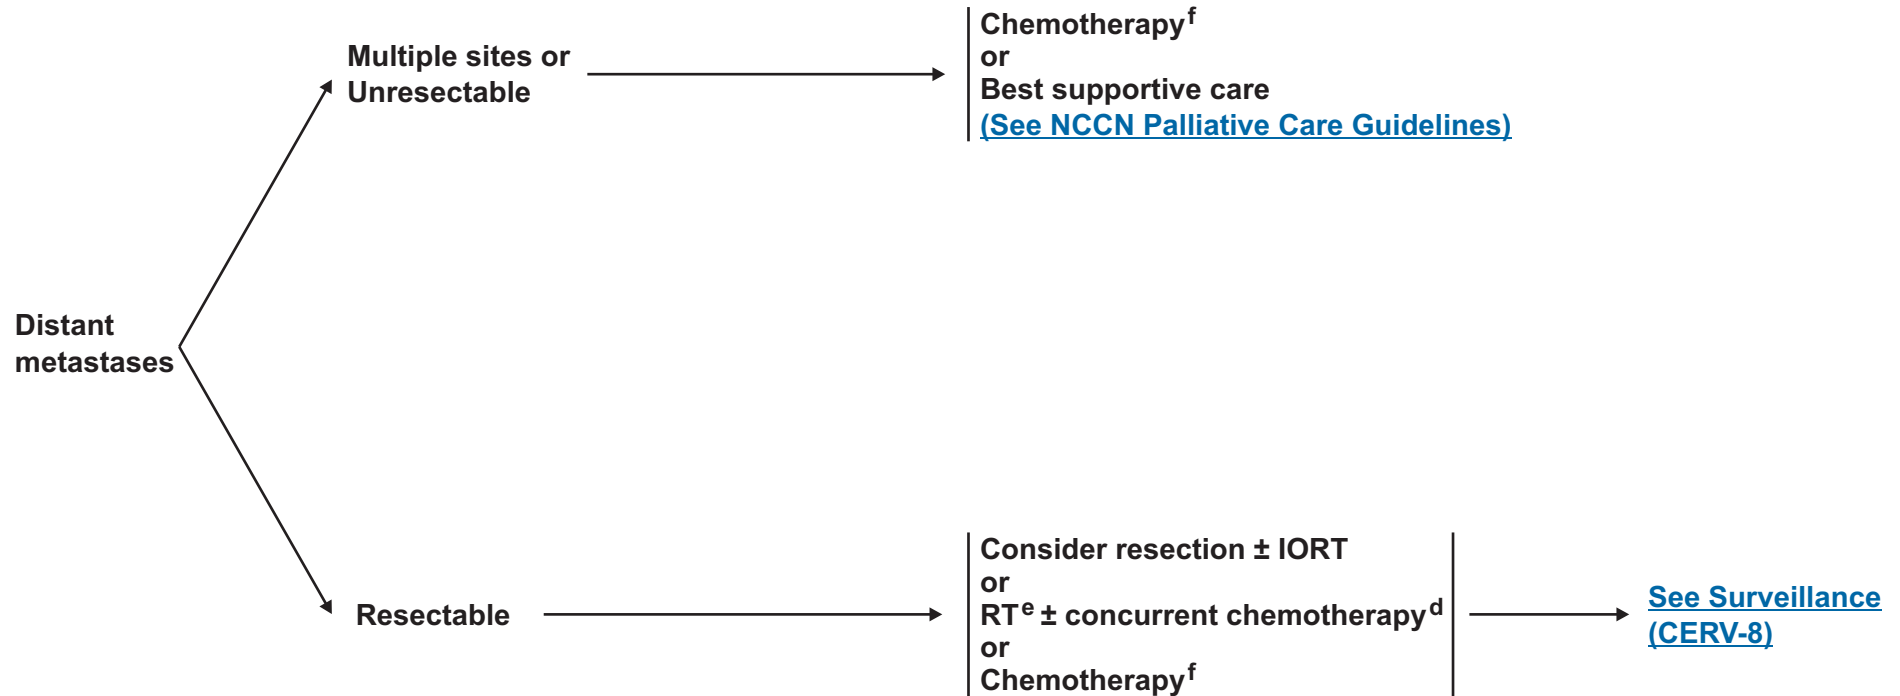 Distant
metastases
Multiple sites or
Unresectable
Chemotherapy f
or
Best supportive care
(See NCCN Palliative Care Guidelines)
Resectable
Consider resection ± IORT
or
RT e ± concurrent chemotherapy d
or
Chemotherapy f
See Surveillance
(CERV-8)